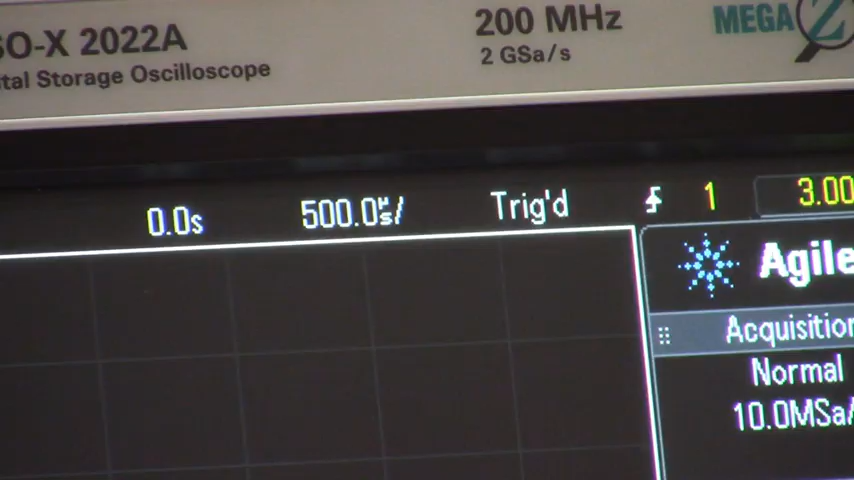 SO-X 2022A
tal Storage Oscilloscope
200 MHz
2 GSa/s
MEGA Z
0.0s
500.0µs/
Trig'd
1
3.00
Agile
Acquisition
Normal
10.0MSa/